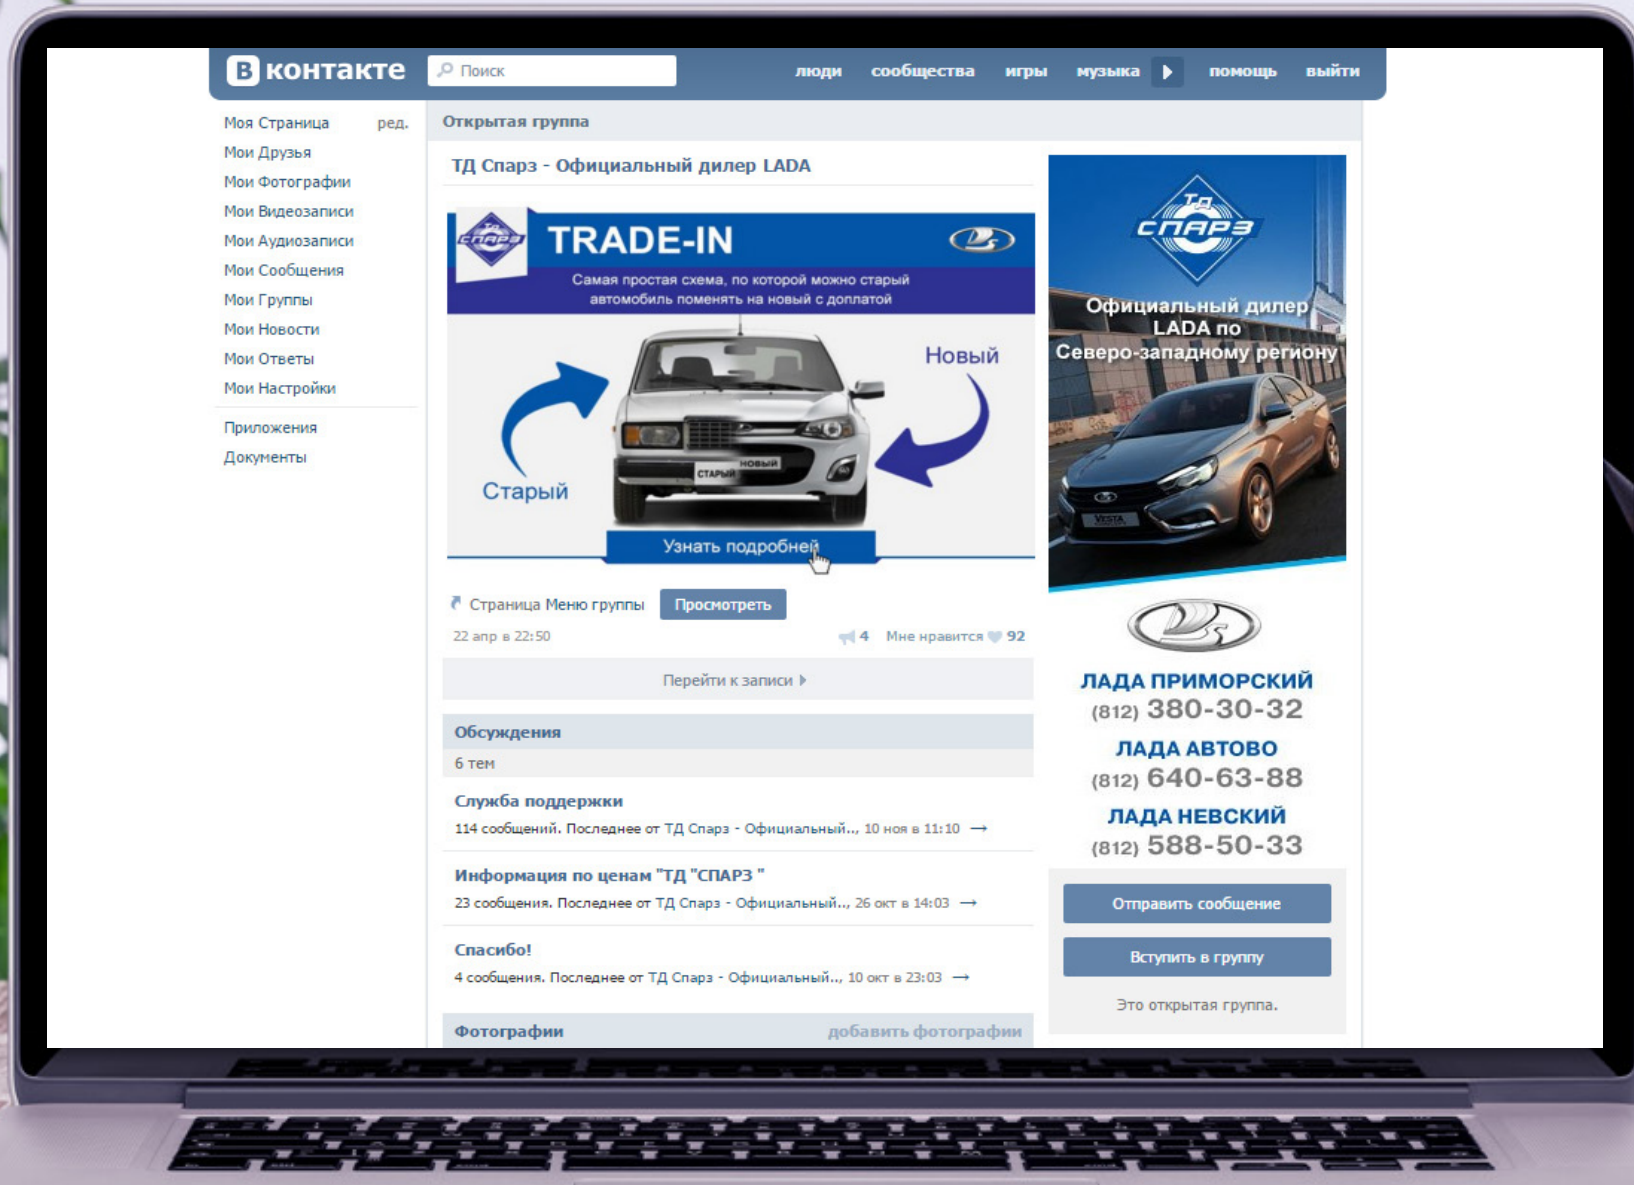 В контакте
Поиск
люди сообщества игры музыка помощь выйти
Моя Страница ред.
Мои Друзья
Мои Фотографии
Мои Видеозаписи
Мои Аудиозаписи
Мои Сообщения
Мои Группы
Мои Новости
Мои Ответы
Мои Настройки
Приложения
Документы
Открытая группа
ТД Спарз - Официальный дилер LADA
ТД
СПАРЗ
TRADE-IN
Самая простая схема, по которой можно старый
автомобиль поменять на новый с доплатой
Новый
Старый
СТАРЫЙ НОВЫЙ
Узнать подробней
Страница Меню группы Просмотреть
22 апр в 22:50 4 Мне нравится 92
Перейти к записи
Обсуждения
6 тем
Служба поддержки
114 сообщений. Последнее от ТД Спарз - Официальный.., 10 ноя в 11:10 →
Информация по ценам "ТД "СПАРЗ "
23 сообщения. Последнее от ТД Спарз - Официальный.., 26 окт в 14:03 →
Спасибо!
4 сообщения. Последнее от ТД Спарз - Официальный.., 10 окт в 23:03 →
Фотографии добавить фотографии
ТД
СПАРЗ
Официальный дилер
LADA по
Северо-западному региону
VESTA
ЛАДА ПРИМОРСКИЙ
(812) 380-30-32
ЛАДА АВТОВО
(812) 640-63-88
ЛАДА НЕВСКИЙ
(812) 588-50-33
Отправить сообщение
Вступить в группу
Это открытая группа.